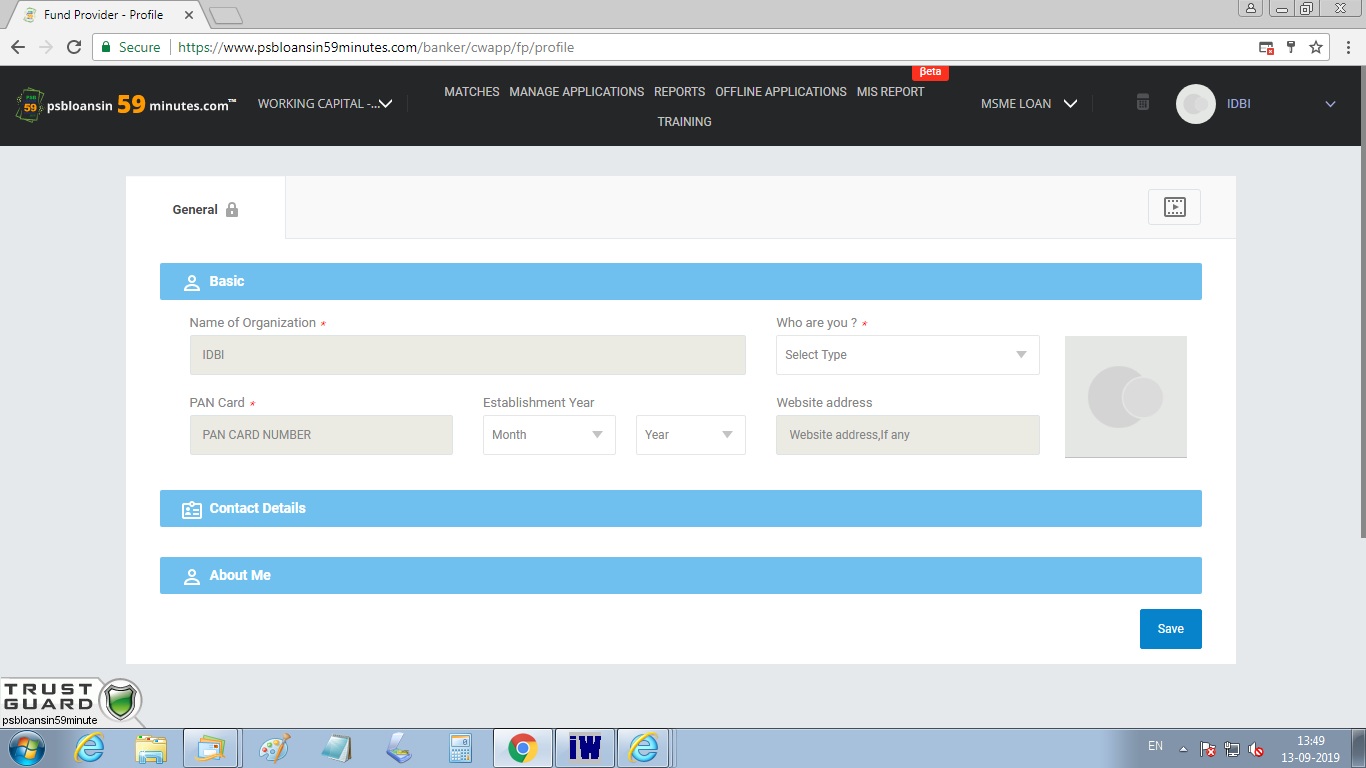 Fund Provider - Profile
Secure https://www.psbloansin59minutes.com/banker/cwapp/fp/profile
βeta
PSB
59
psbloansin 59 minutes.com™
WORKING CAPITAL -...
MATCHES MANAGE APPLICATIONS REPORTS OFFLINE APPLICATIONS MIS REPORT
TRAINING
MSME LOAN
IDBI
General
Basic
Name of Organization *
Who are you ? *
IDBI
Select Type
PAN Card *
Establishment Year
Website address
PAN CARD NUMBER
Month
Year
Website address,If any
Contact Details
About Me
Save
TRUST
GUARD
psbloansin59minute
iW
EN
13:49
13-09-2019